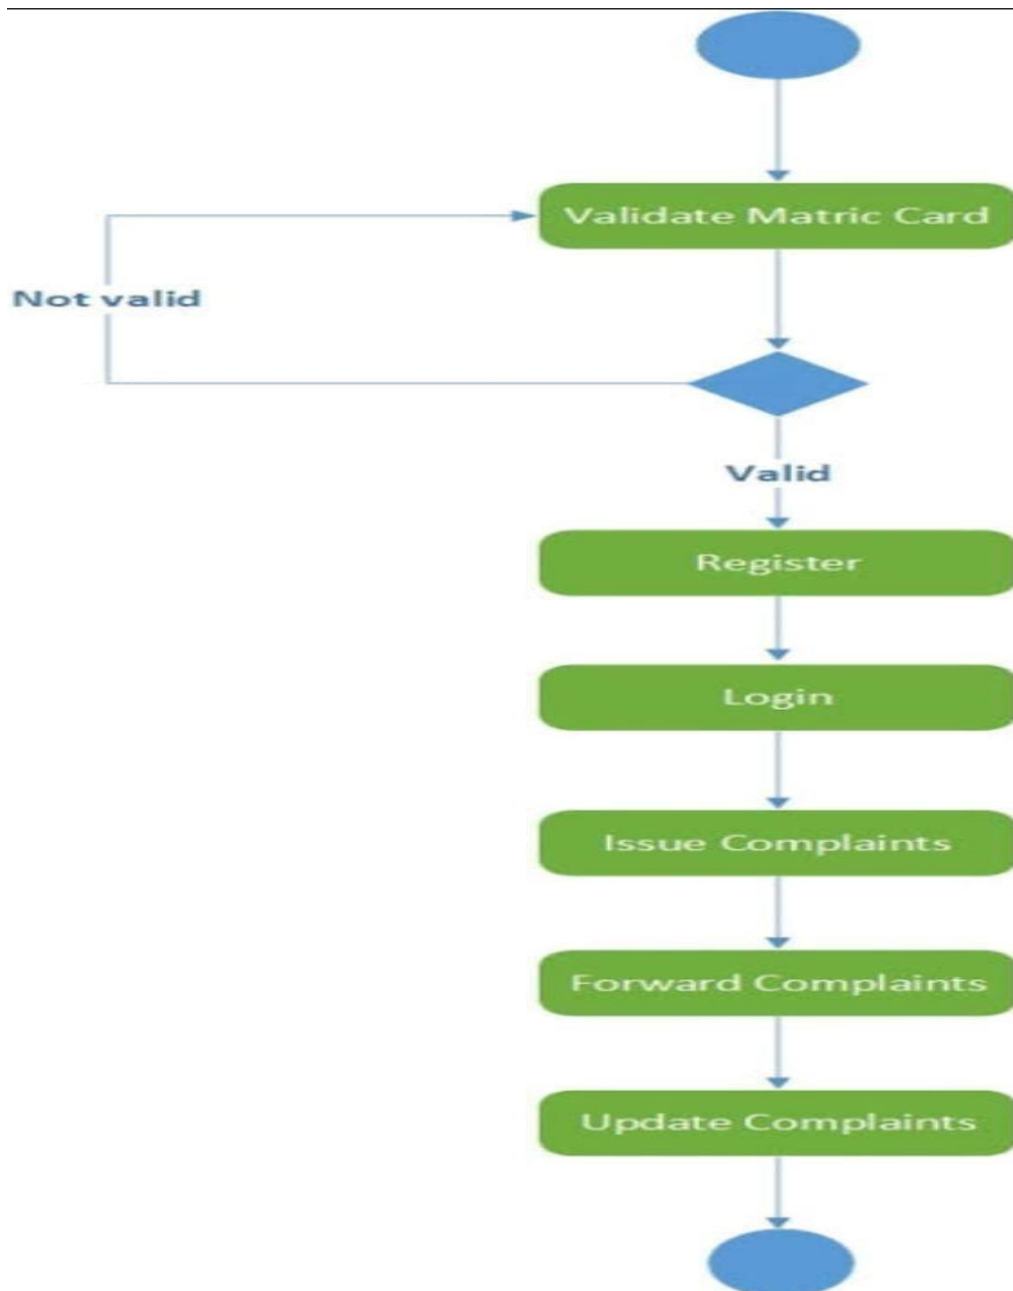 Validate Matric Card
Not valid
Valid
Register
Login
Issue Complaints
Forward Complaints
Update Complaints